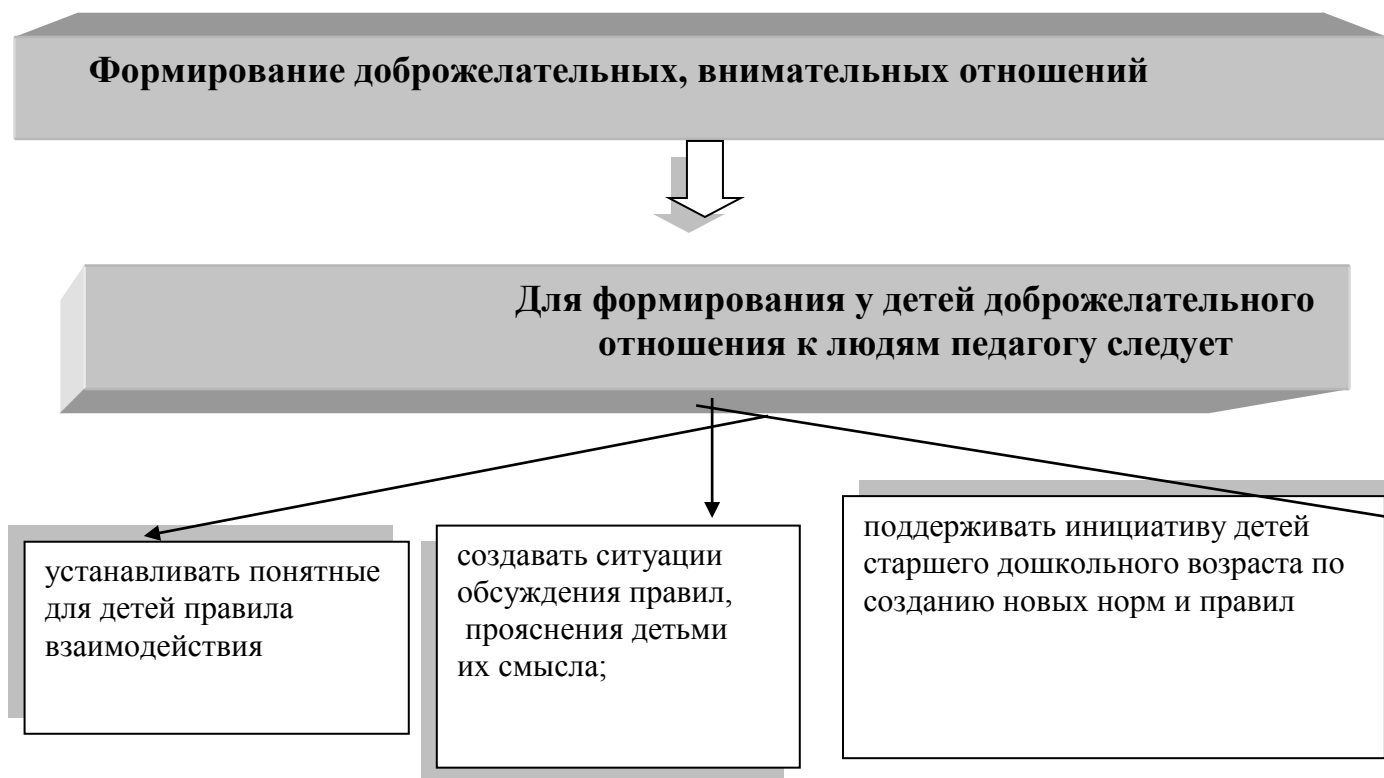 Формирование доброжелательных, внимательных отношений
Для формирования у детей доброжелательного
отношения к людям педагогу следует
устанавливать понятные
для детей правила
взаимодействия
создавать ситуации
обсуждения правил,
прояснения детьми
их смысла;
поддерживать инициативу детей
старшего дошкольного возраста по
созданию новых норм и правил